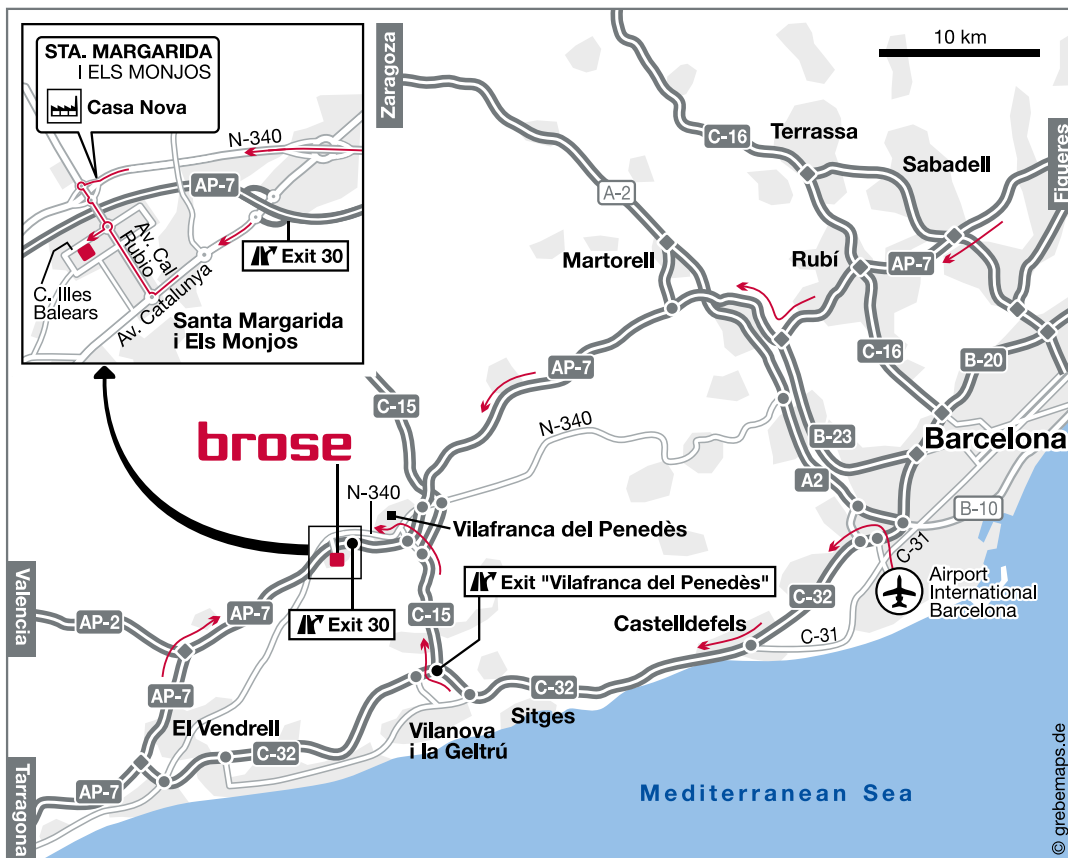 STA. MARGARIDA
I ELS MONJOS
Casa Nova
N-340
AP-7
Exit 30
Av. Cal
Rubio
Av. Catalunya
C. Illes
Balears
Santa Margarida
i Els Monjos
Zaragoza
10 km
C-16
Terrassa
Sabadell
Figueres
A-2
Martorell
Rubí
AP-7
C-16
B-20
AP-7
C-15
N-340
B-23
Barcelona
A2
brose
N-340
Vilafranca del Penedès
B-10
C-31
Exit "Vilafranca del Penedès"
Airport
International
Barcelona
Valencia
AP-2
AP-7
Exit 30
C-15
C-32
Castelldefels
C-31
AP-7
C-32
Sitges
El Vendrell
Vilanova
i la Geltrú
C-32
AP-7
Tarragona
Mediterranean Sea
© grebemaps.de